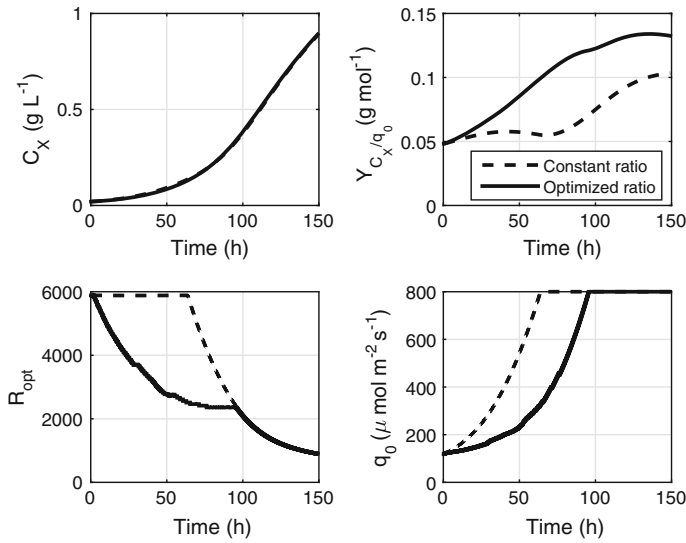 1
0.5
0
C_X (g L⁻¹)
0 50 100 150
Time (h)
0.15
0.1
0.05
0
Y_{C_X/q_0} (g mol⁻¹)
Constant ratio
Optimized ratio
0 50 100 150
Time (h)
6000
4000
2000
0
R_opt
0 50 100 150
Time (h)
800
600
400
200
0
q_0 (μ mol m⁻² s⁻¹)
0 50 100 150
Time (h)